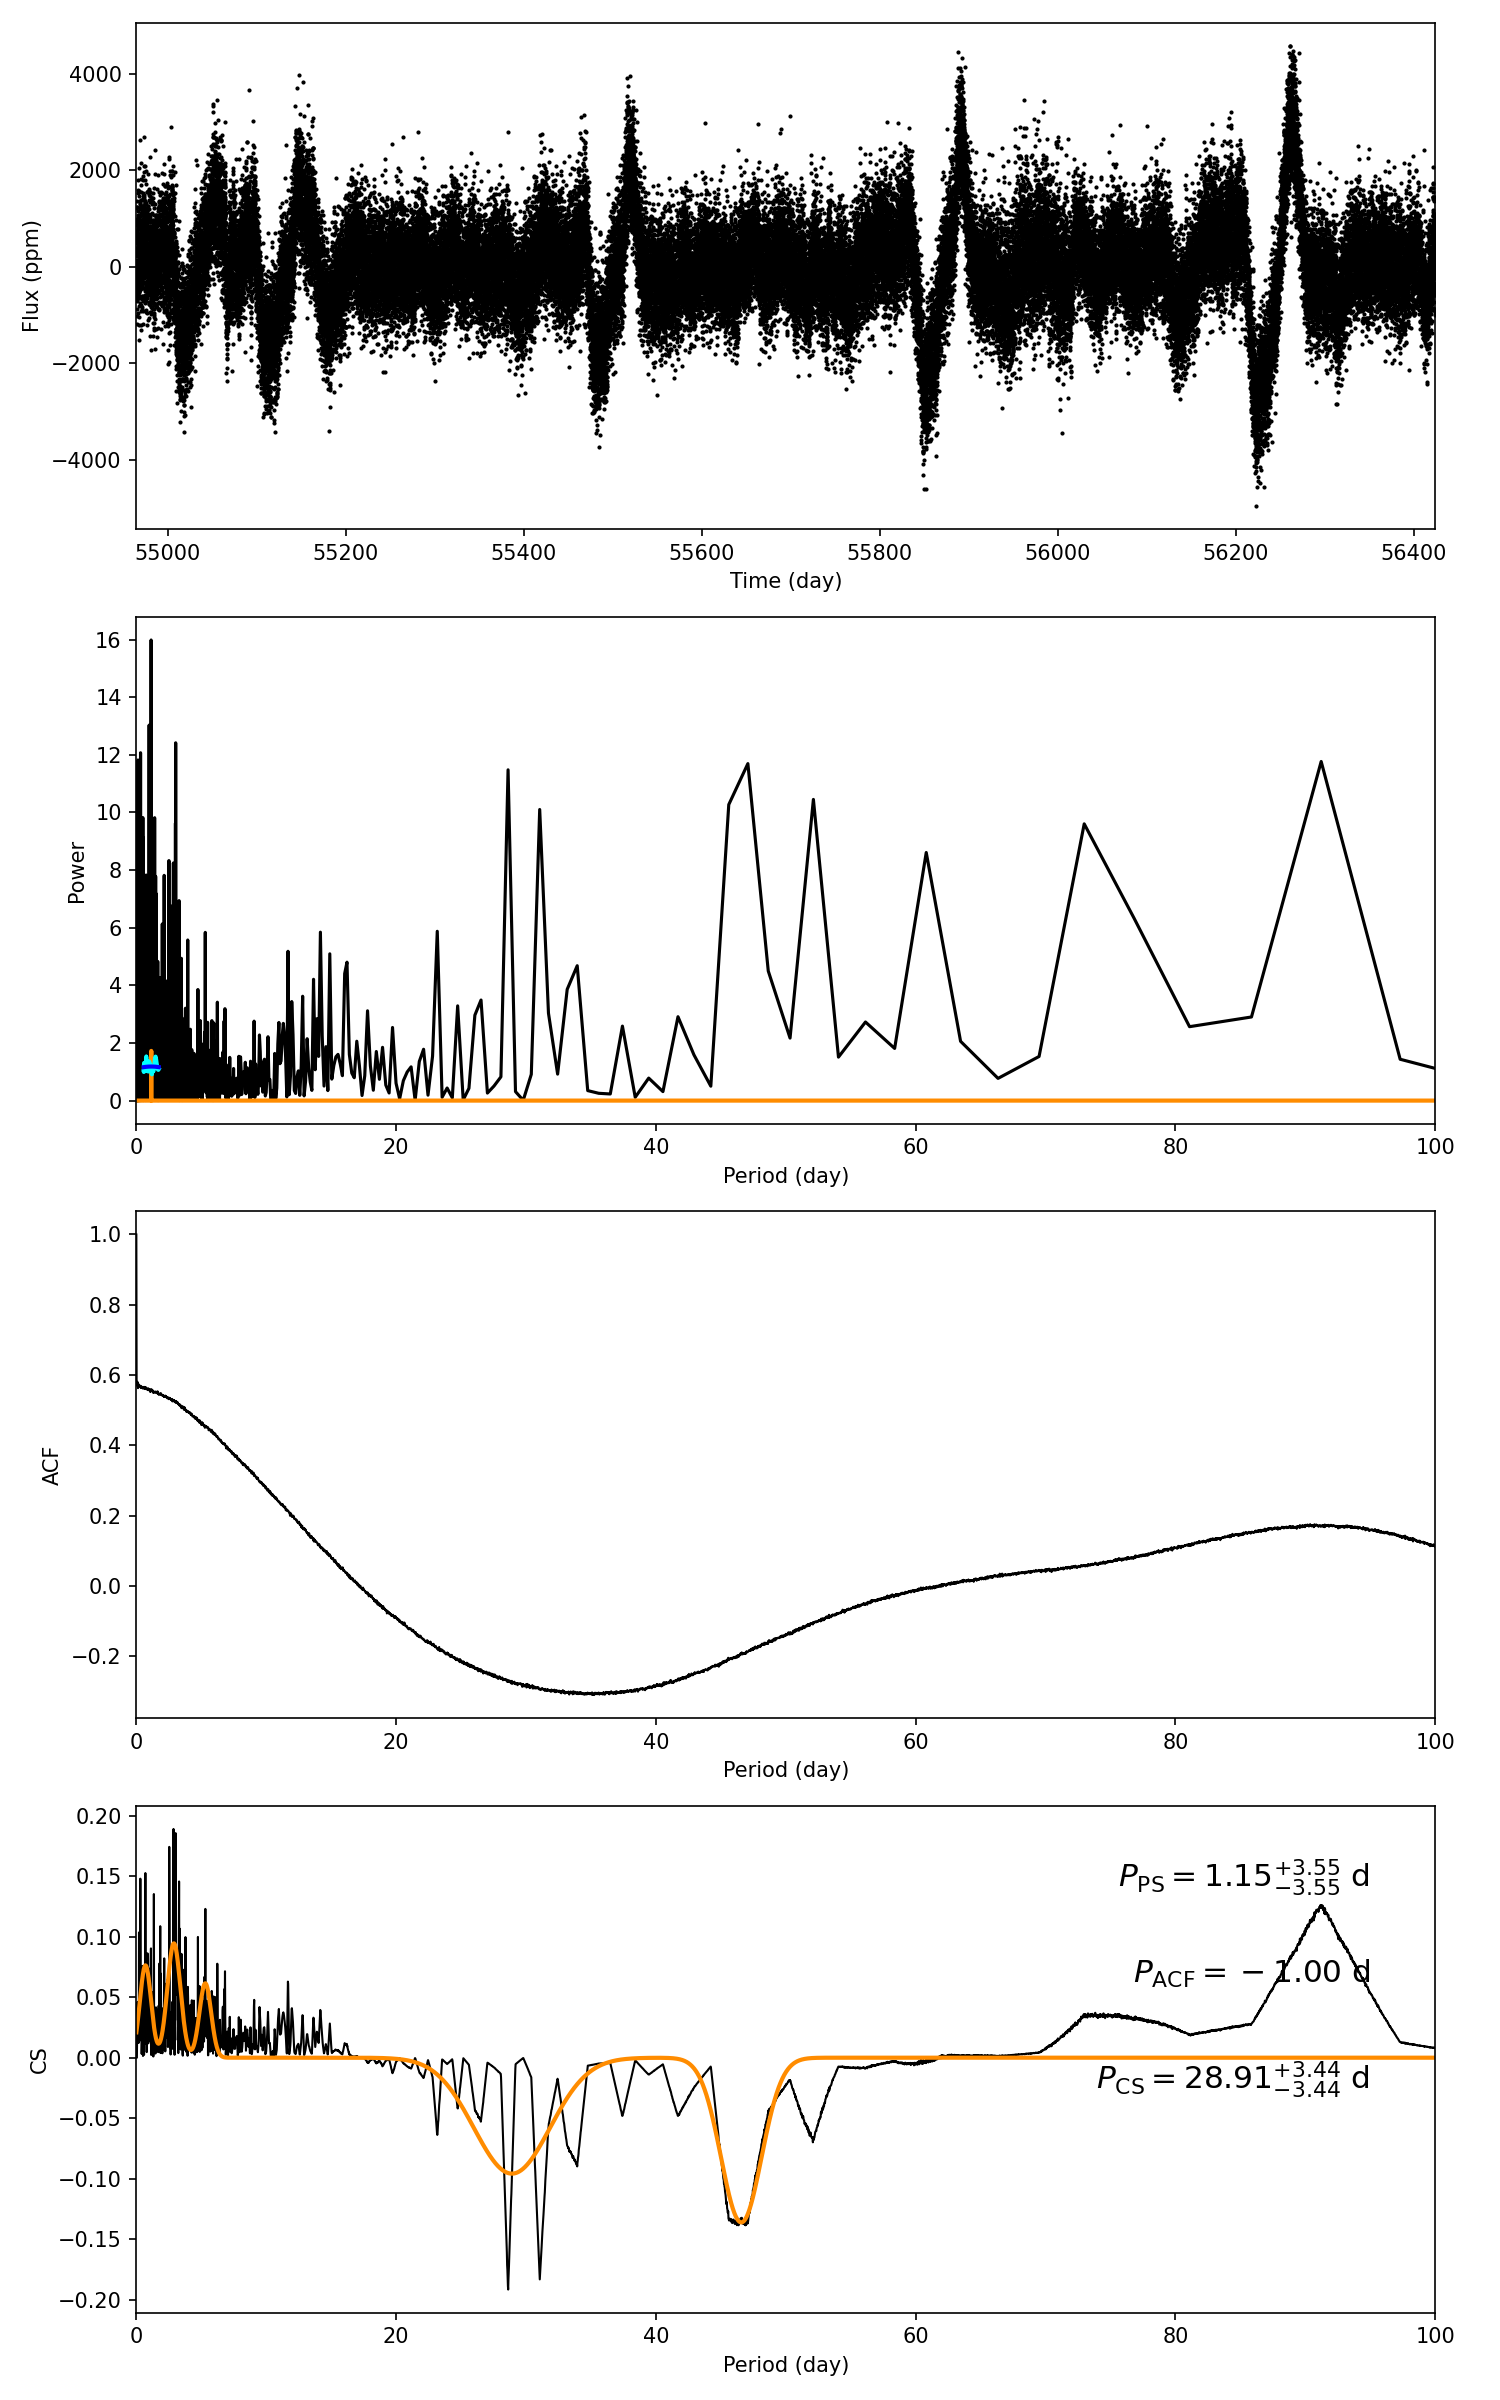 4000
2000
0
−2000
−4000
Flux (ppm)
55000 55200 55400 55600 55800 56000 56200 56400
Time (day)
16
14
12
10
8
6
4
2
0
Power
0 20 40 60 80 100
Period (day)
1.0
0.8
0.6
0.4
0.2
0.0
−0.2
ACF
0 20 40 60 80 100
Period (day)
0.20
0.15
0.10
0.05
0.00
−0.05
−0.10
−0.15
−0.20
CS
P_PS = 1.15 +3.55 −3.55 d
P_ACF = − 1.00 d
P_CS = 28.91 +3.44 −3.44 d
0 20 40 60 80 100
Period (day)